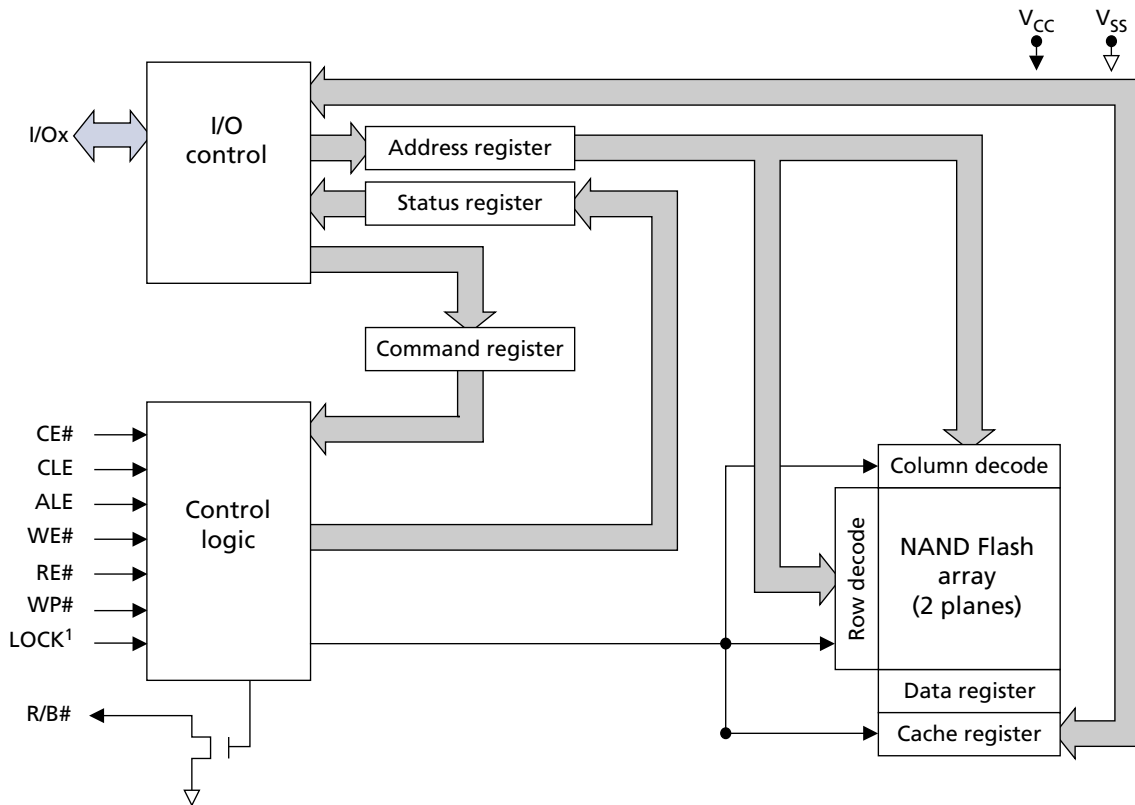 VCC
VSS
I/Ox
I/O
control
Address register
Status register
Command register
CE#
CLE
ALE
WE#
RE#
WP#
LOCK1
Control
logic
R/B#
Column decode
Row decode
NAND Flash
array
(2 planes)
Data register
Cache register